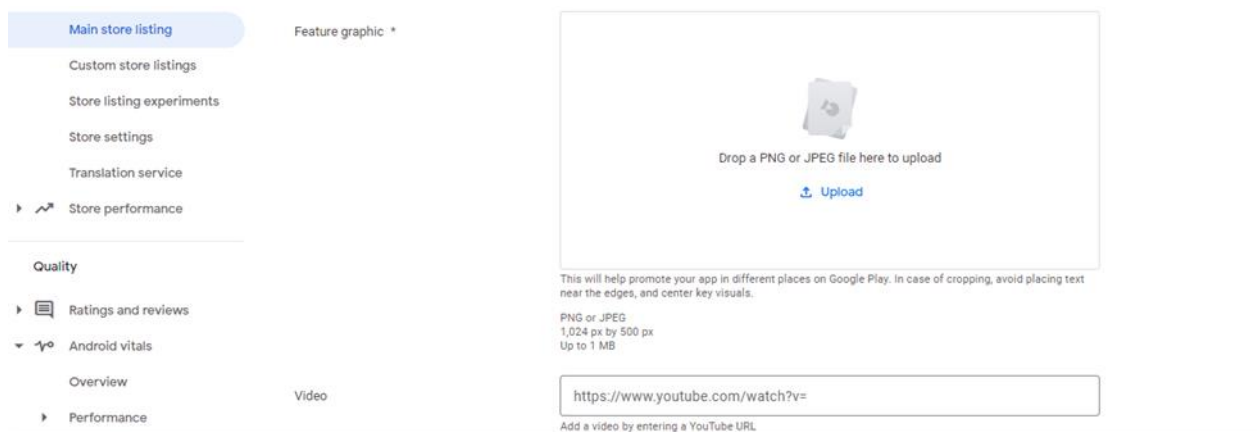 Main store listing
Custom store listings
Store listing experiments
Store settings
Translation service
Store performance
Quality
Ratings and reviews
Android vitals
Overview
Performance
Feature graphic *
Drop a PNG or JPEG file here to upload
Upload
This will help promote your app in different places on Google Play. In case of cropping, avoid placing text
near the edges, and center key visuals.
PNG or JPEG
1,024 px by 500 px
Up to 1 MB
Video
https://www.youtube.com/watch?v=
Add a video by entering a YouTube URL